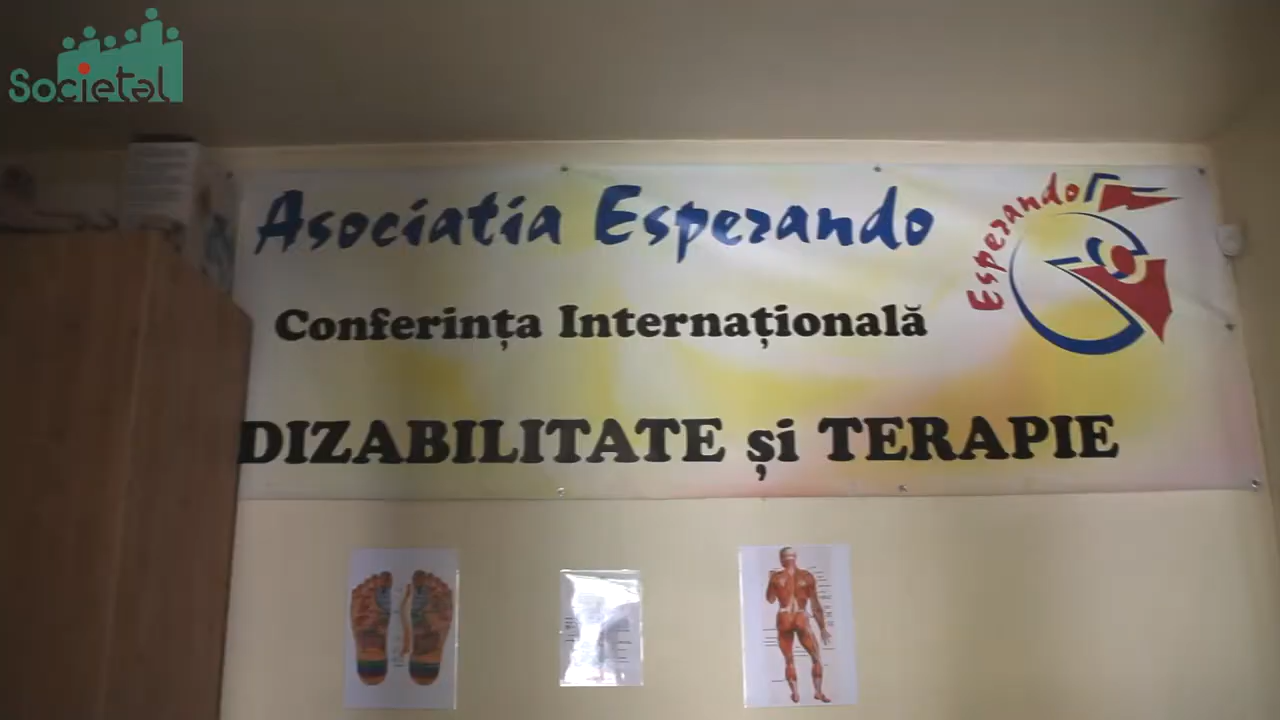 Societal
Asociatia Esperando
Esperando
Conferința Internațională
DIZABILITATE și TERAPIE